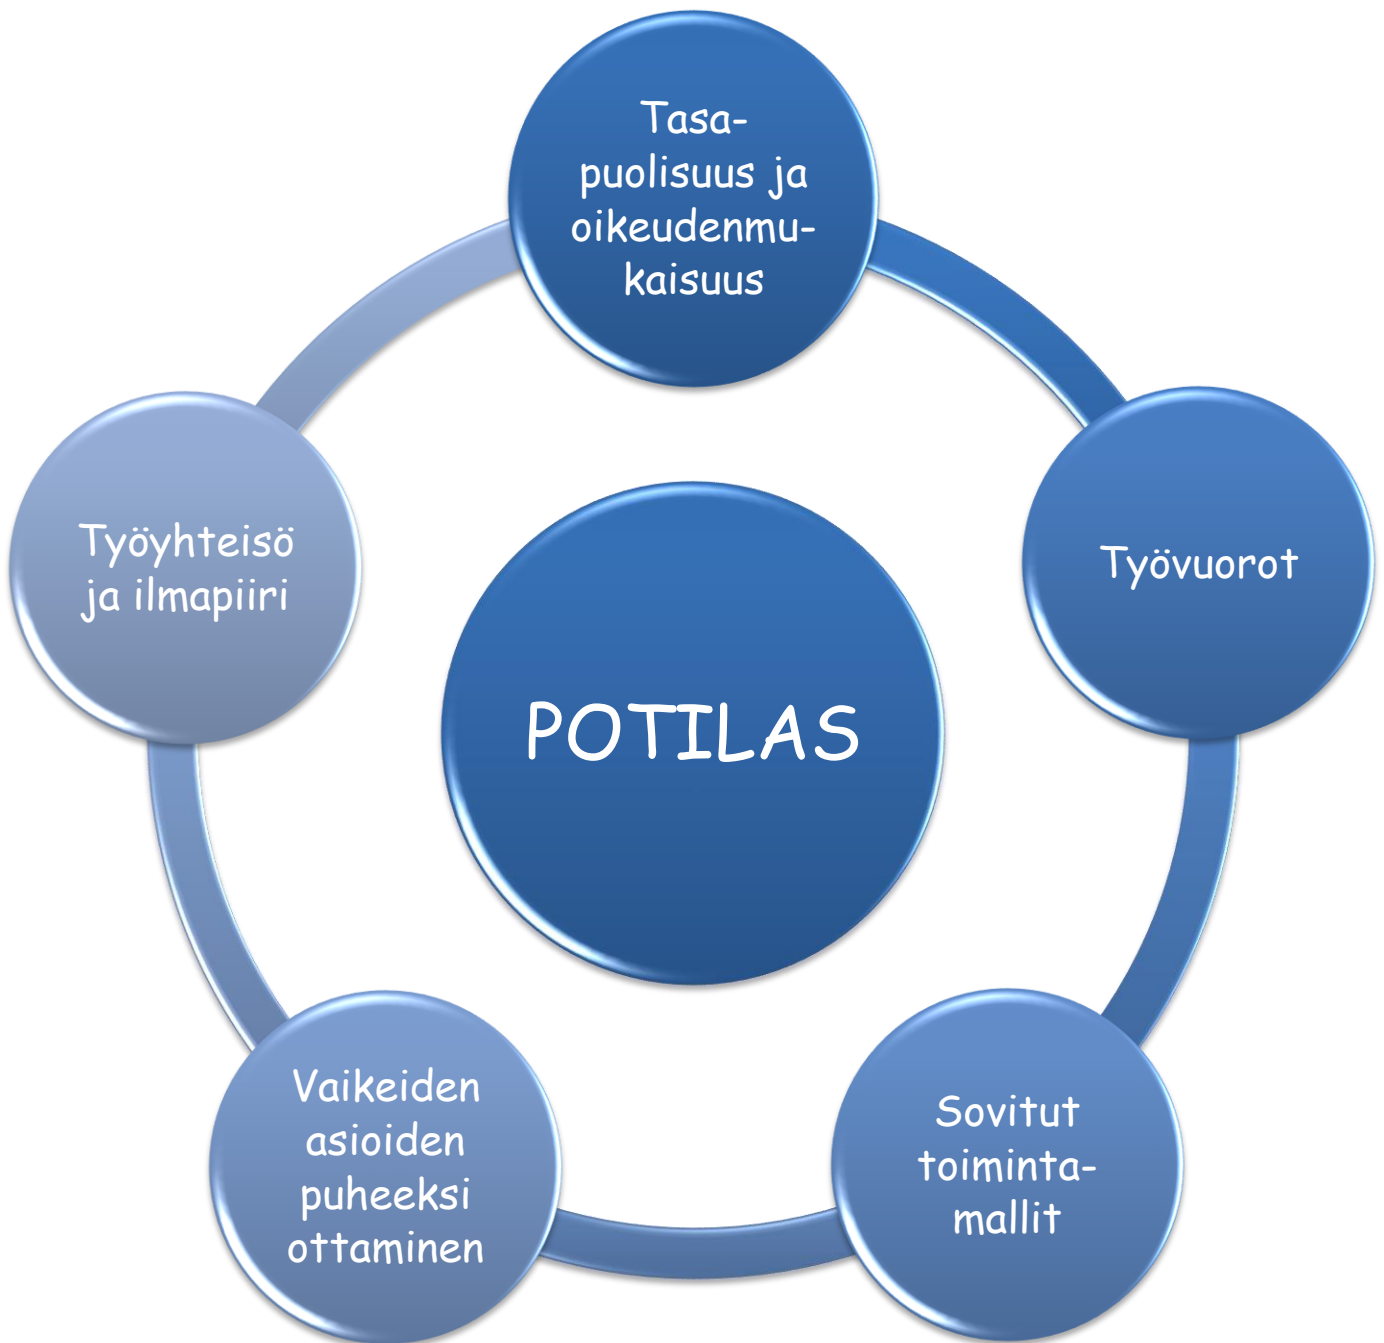 Tasa-
puolisuus ja
oikeudenmu-
kaisuus
Työvuorot
Sovitut
toiminta-
mallit
Vaikeiden
asioiden
puheeksi
ottaminen
Työyhteisö
ja ilmapiiri
POTILAS